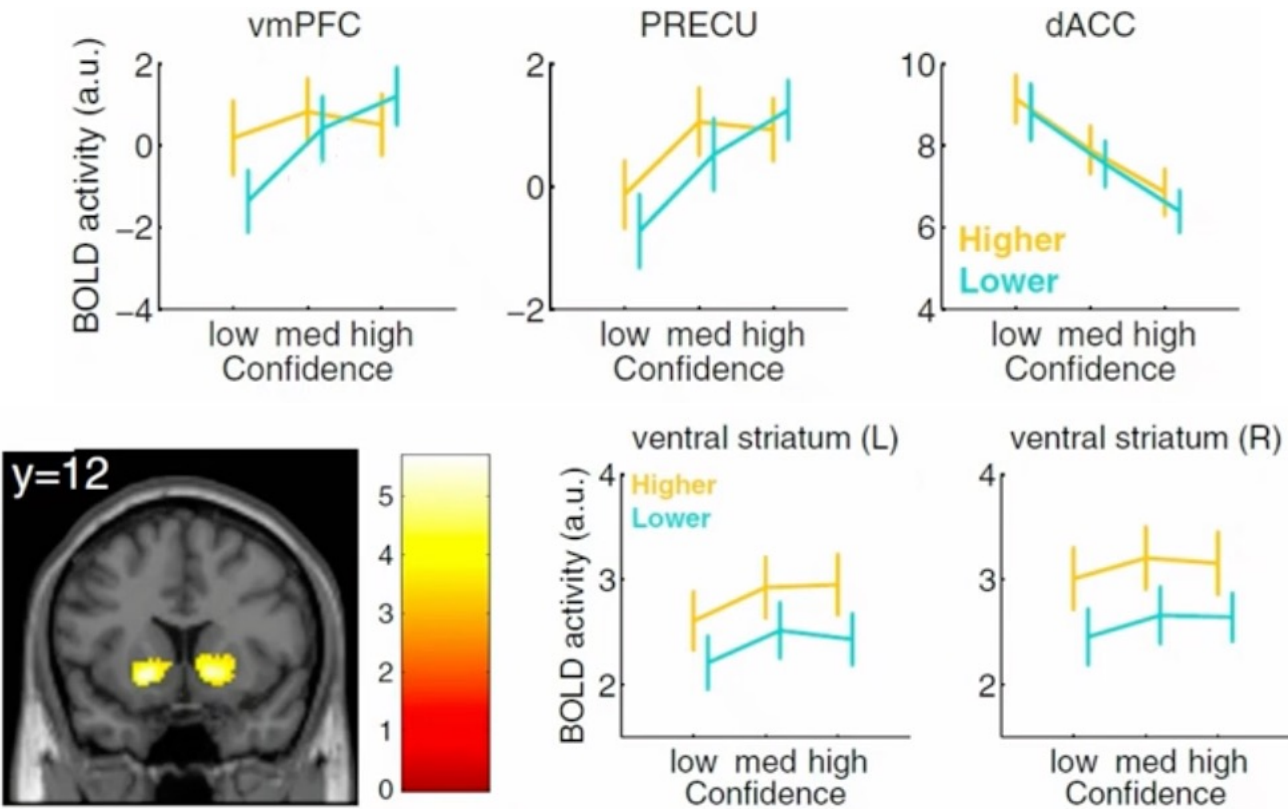 vmPFC PRECU dACC
BOLD activity (a.u.)
2
0
−2
−4
low med high
Confidence
2
0
−2
low med high
Confidence
10
8
6
4
Higher
Lower
low med high
Confidence
y=12
5
4
3
2
1
0
ventral striatum (L)
BOLD activity (a.u.)
4
3
2
Higher
Lower
low med high
Confidence
ventral striatum (R)
4
3
2
low med high
Confidence